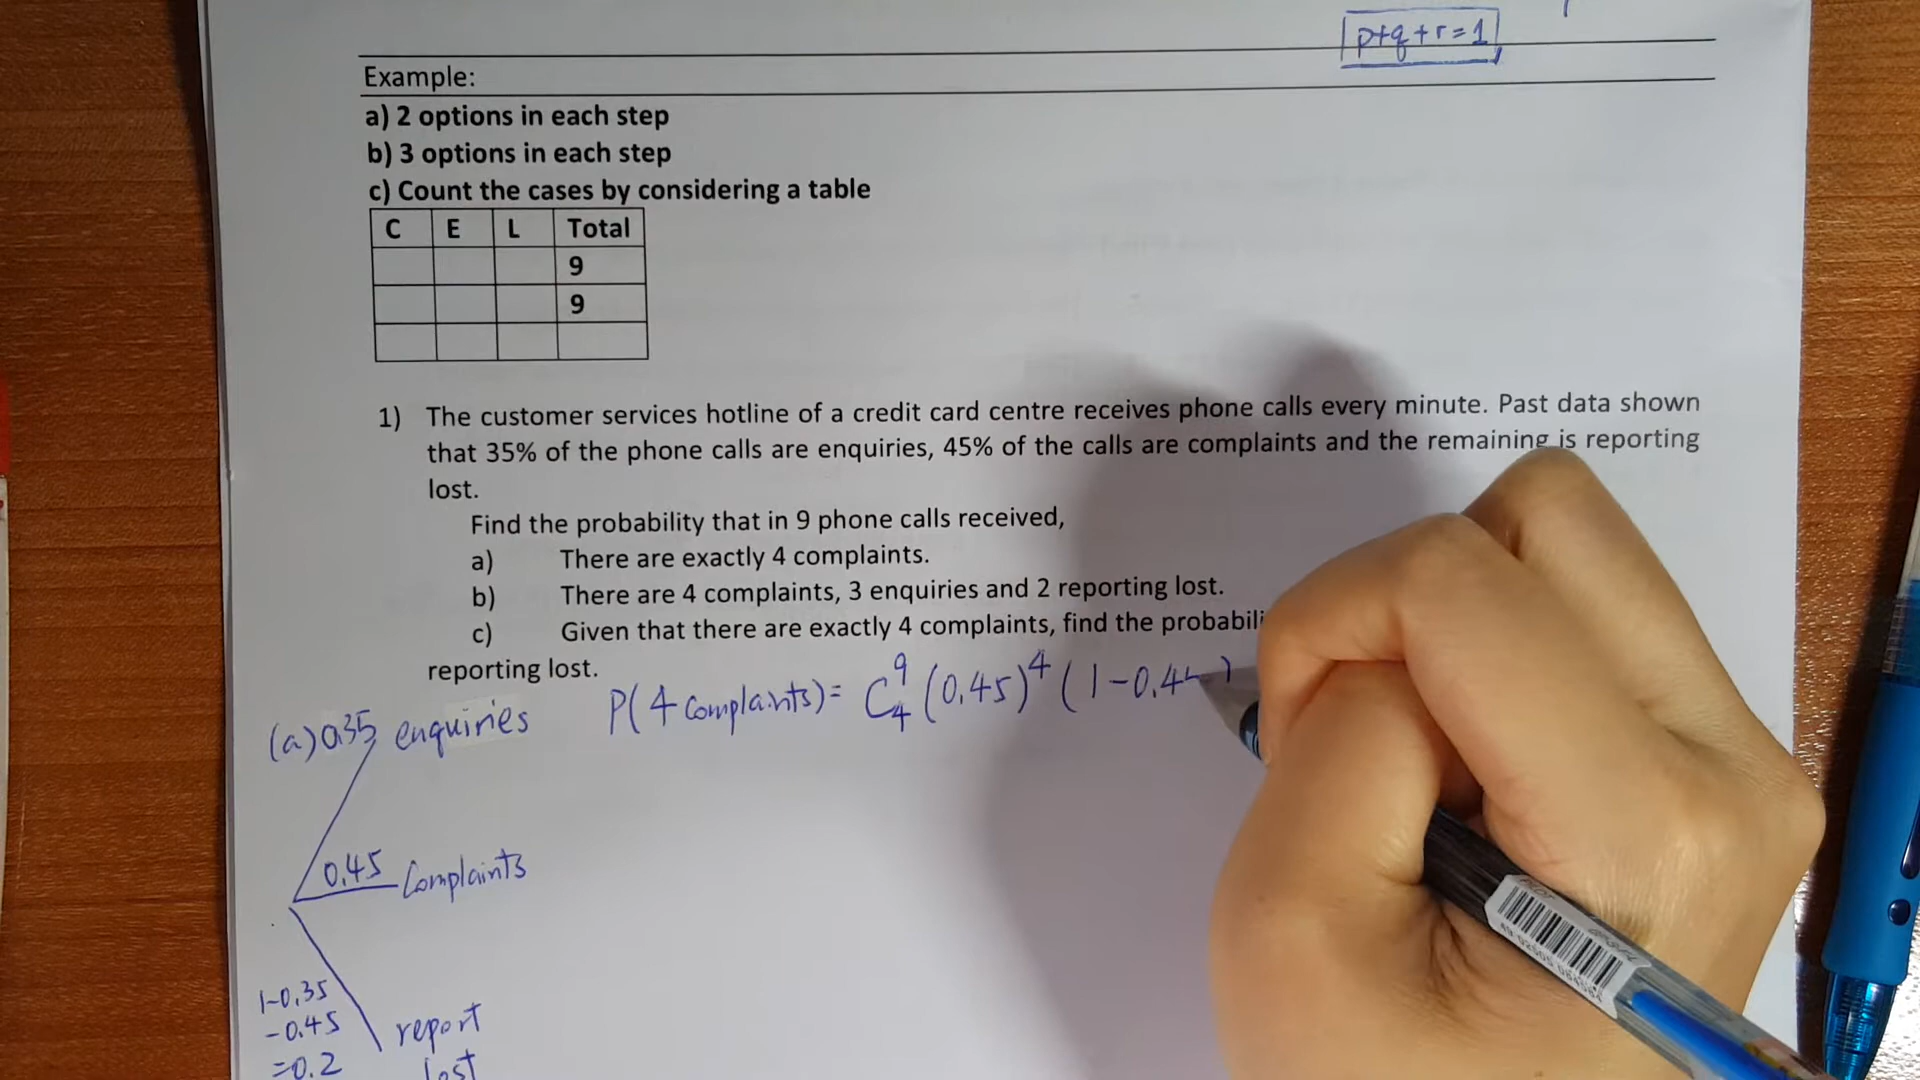 p+q+r=1
Example:
a) 2 options in each step
b) 3 options in each step
c) Count the cases by considering a table
C E L Total
9
9
1) The customer services hotline of a credit card centre receives phone calls every minute. Past data shown
that 35% of the phone calls are enquiries, 45% of the calls are complaints and the remaining is reporting
lost.
Find the probability that in 9 phone calls received,
a) There are exactly 4 complaints.
b) There are 4 complaints, 3 enquiries and 2 reporting lost.
c) Given that there are exactly 4 complaints, find the
reporting lost.
P(4 complaints)= C⁹₄ (0.45)⁴ (1-0.4
(a) 0.35 enquiries
0.45 Complaints
1-0.35
-0.45
=0.2
report
lost